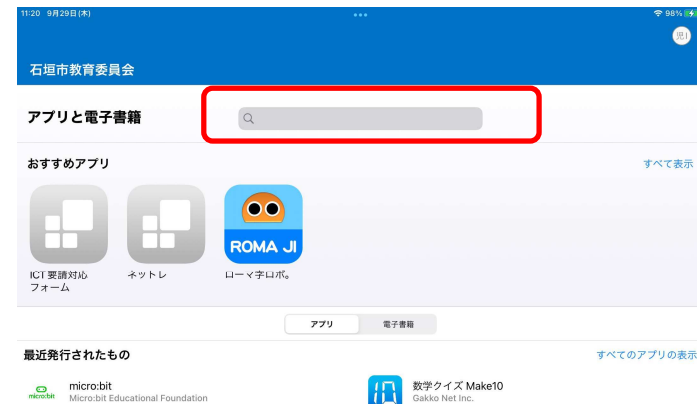 11:20 9月29日(木)
98%
児1
石垣市教育委員会
アプリと電子書籍
おすすめアプリ
すべて表示
ROMA JI
ICT要請対応
フォーム
ネットレ
ローマ字ロボ。
アプリ
電子書籍
最近発行されたもの
すべてのアプリの表示
micro:bit
micro:bit
Micro:bit Educational Foundation
数学クイズ Make10
Gakko Net Inc.